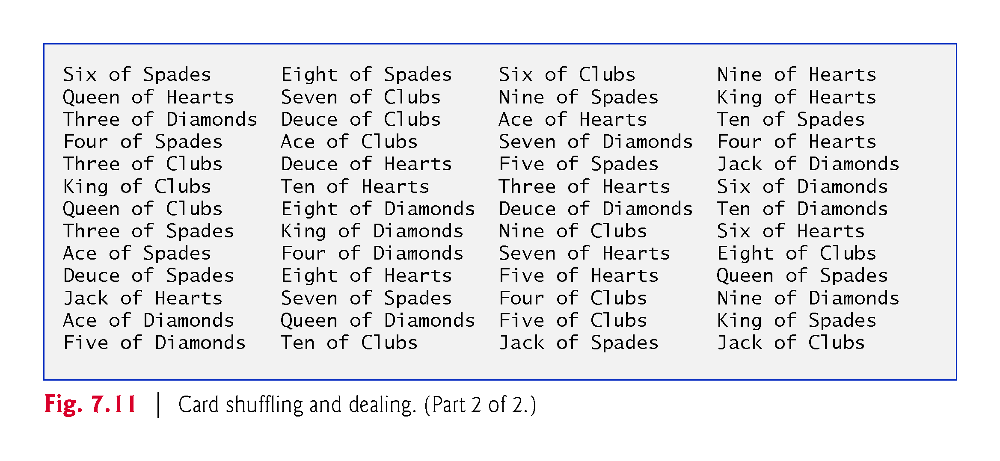 Six of Spades Eight of Spades Six of Clubs Nine of Hearts
Queen of Hearts Seven of Clubs Nine of Spades King of Hearts
Three of Diamonds Deuce of Clubs Ace of Hearts Ten of Spades
Four of Spades Ace of Clubs Seven of Diamonds Four of Hearts
Three of Clubs Deuce of Hearts Five of Spades Jack of Diamonds
King of Clubs Ten of Hearts Three of Hearts Six of Diamonds
Queen of Clubs Eight of Diamonds Deuce of Diamonds Ten of Diamonds
Three of Spades King of Diamonds Nine of Clubs Six of Hearts
Ace of Spades Four of Diamonds Seven of Hearts Eight of Clubs
Deuce of Spades Eight of Hearts Five of Hearts Queen of Spades
Jack of Hearts Seven of Spades Four of Clubs Nine of Diamonds
Ace of Diamonds Queen of Diamonds Five of Clubs King of Spades
Five of Diamonds Ten of Clubs Jack of Spades Jack of Clubs
Fig. 7.11 | Card shuffling and dealing. (Part 2 of 2.)